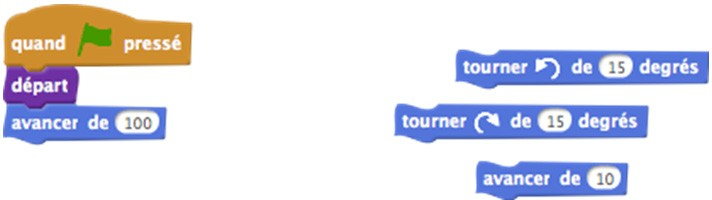 quand pressé
départ
avancer de 100
tourner de 15 degrés
tourner de 15 degrés
avancer de 10